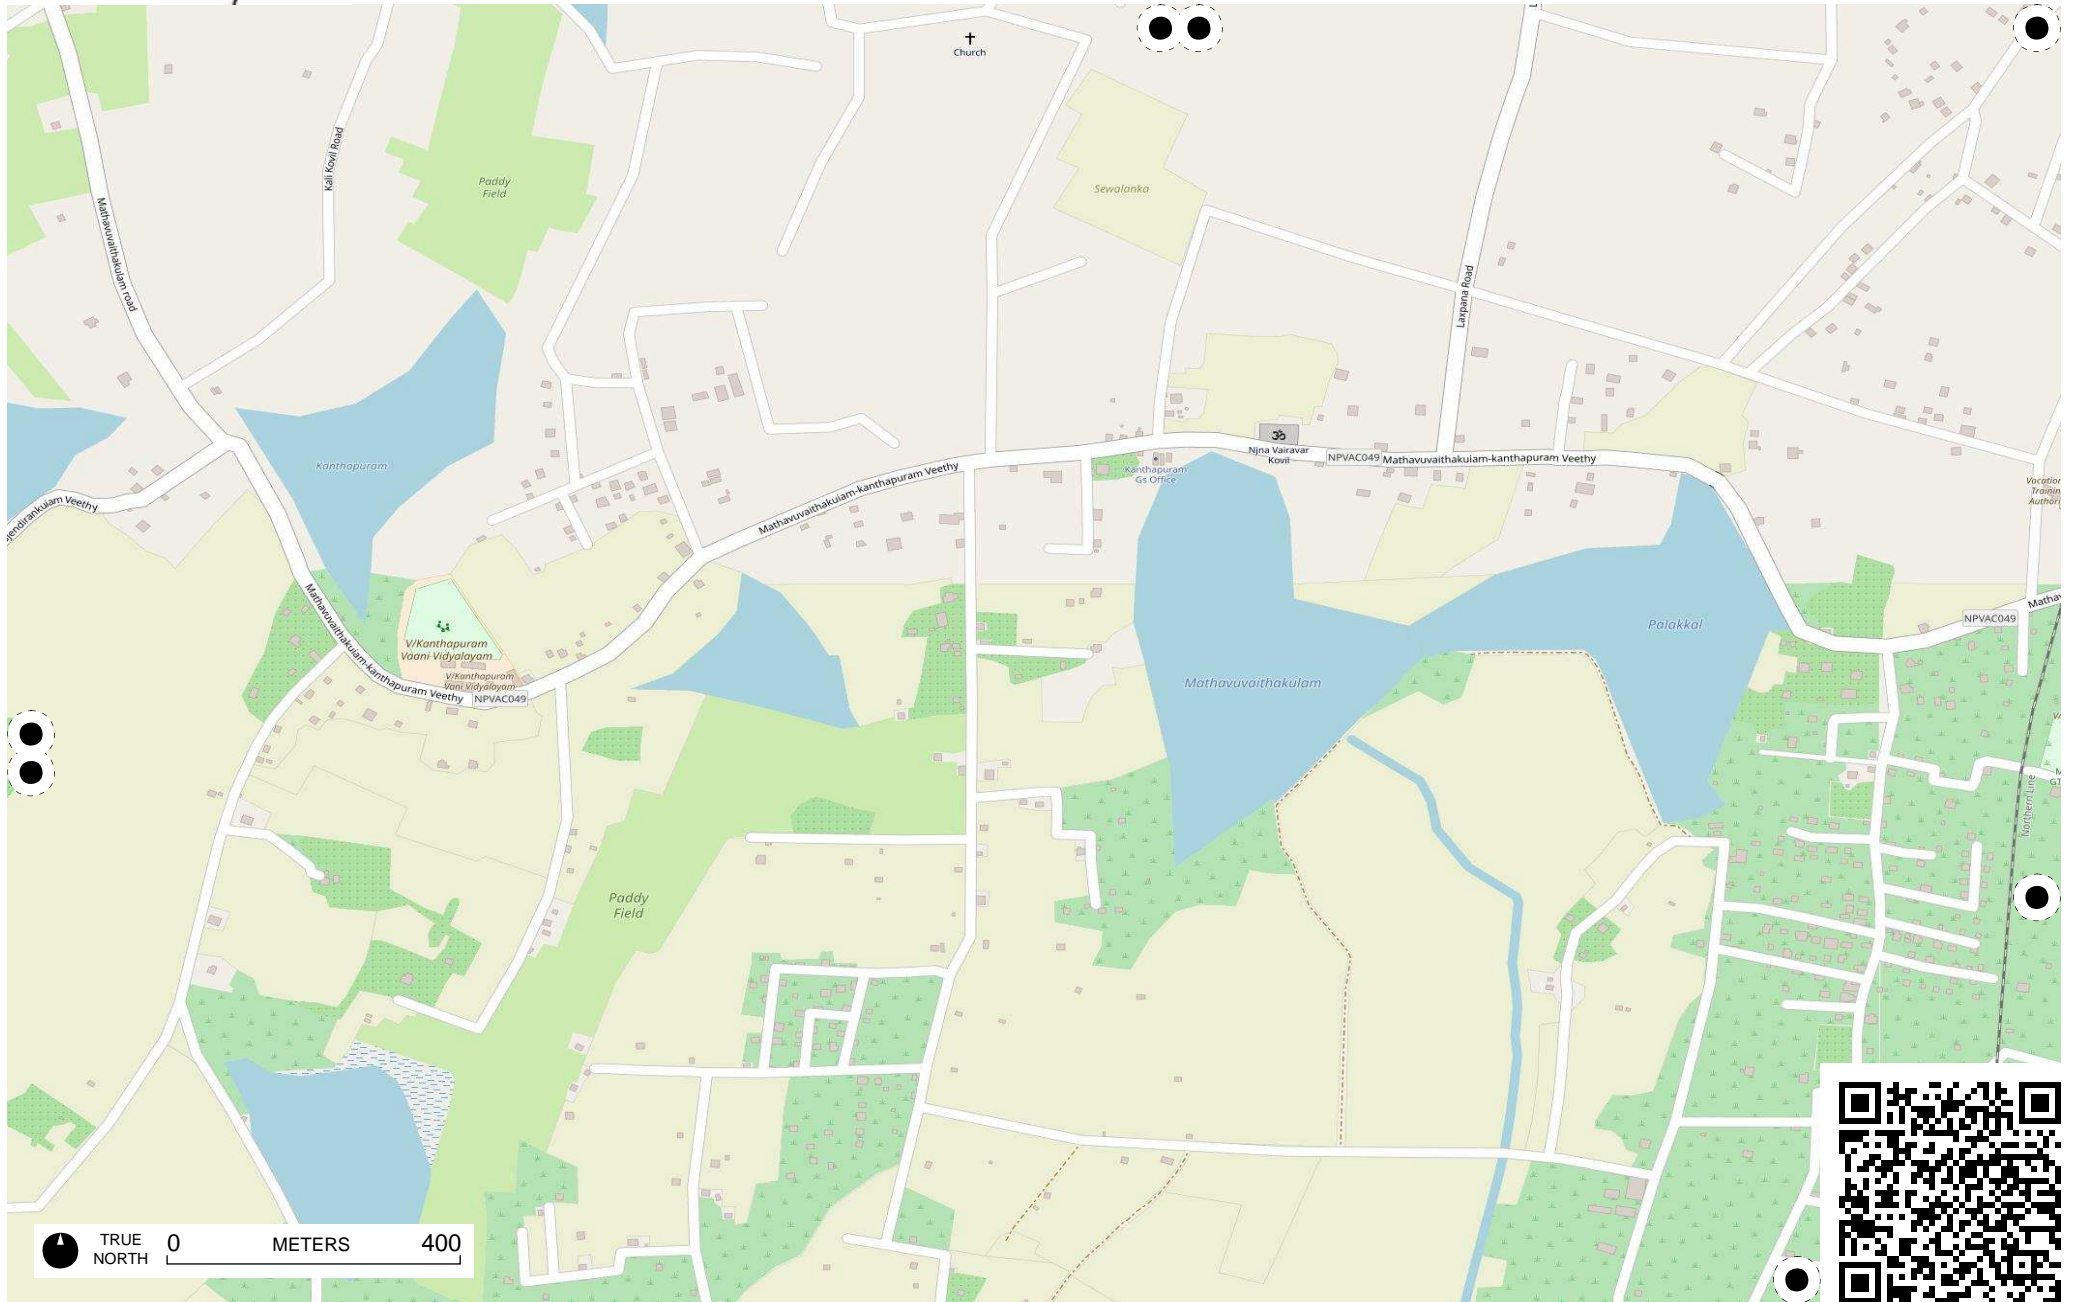 Church
Kali Kovil Road
Paddy
Field
Sewalanka
Mathavuvaithakulam road
Laxpana Road
Kanthapuram
Njna Vairavar
Kovil
NPVAC049
Mathavuvaithakuiam-kanthapuram Veethy
Mathavuvaithakuiam-kanthapuram Veethy
Kanthapuram
Gs Office
Veethy
Mathavuvaithakuiam-kanthapuram Veethy
V/Kanthapuram
Vaani Vidyalayam
V/Kanthapuram
Vani Vidyalayam
NPVAC049
Palakkal
NPVAC049
Mathavuvaithakulam
Northern Line
Paddy
Field
TRUE
NORTH
0
METERS
400